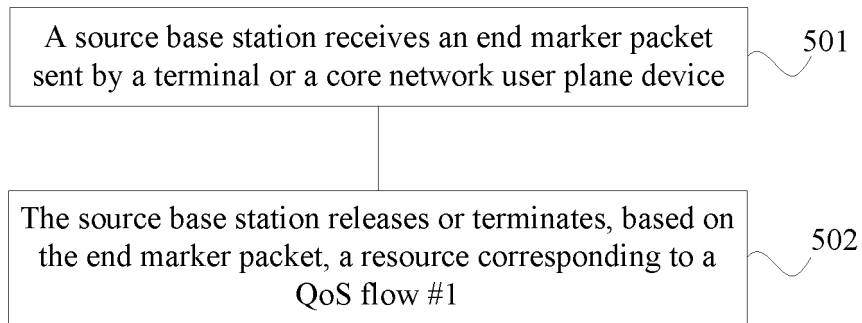 A source base station receives an end marker packet
sent by a terminal or a core network user plane device
501
The source base station releases or terminates, based on
the end marker packet, a resource corresponding to a
QoS flow #1
502